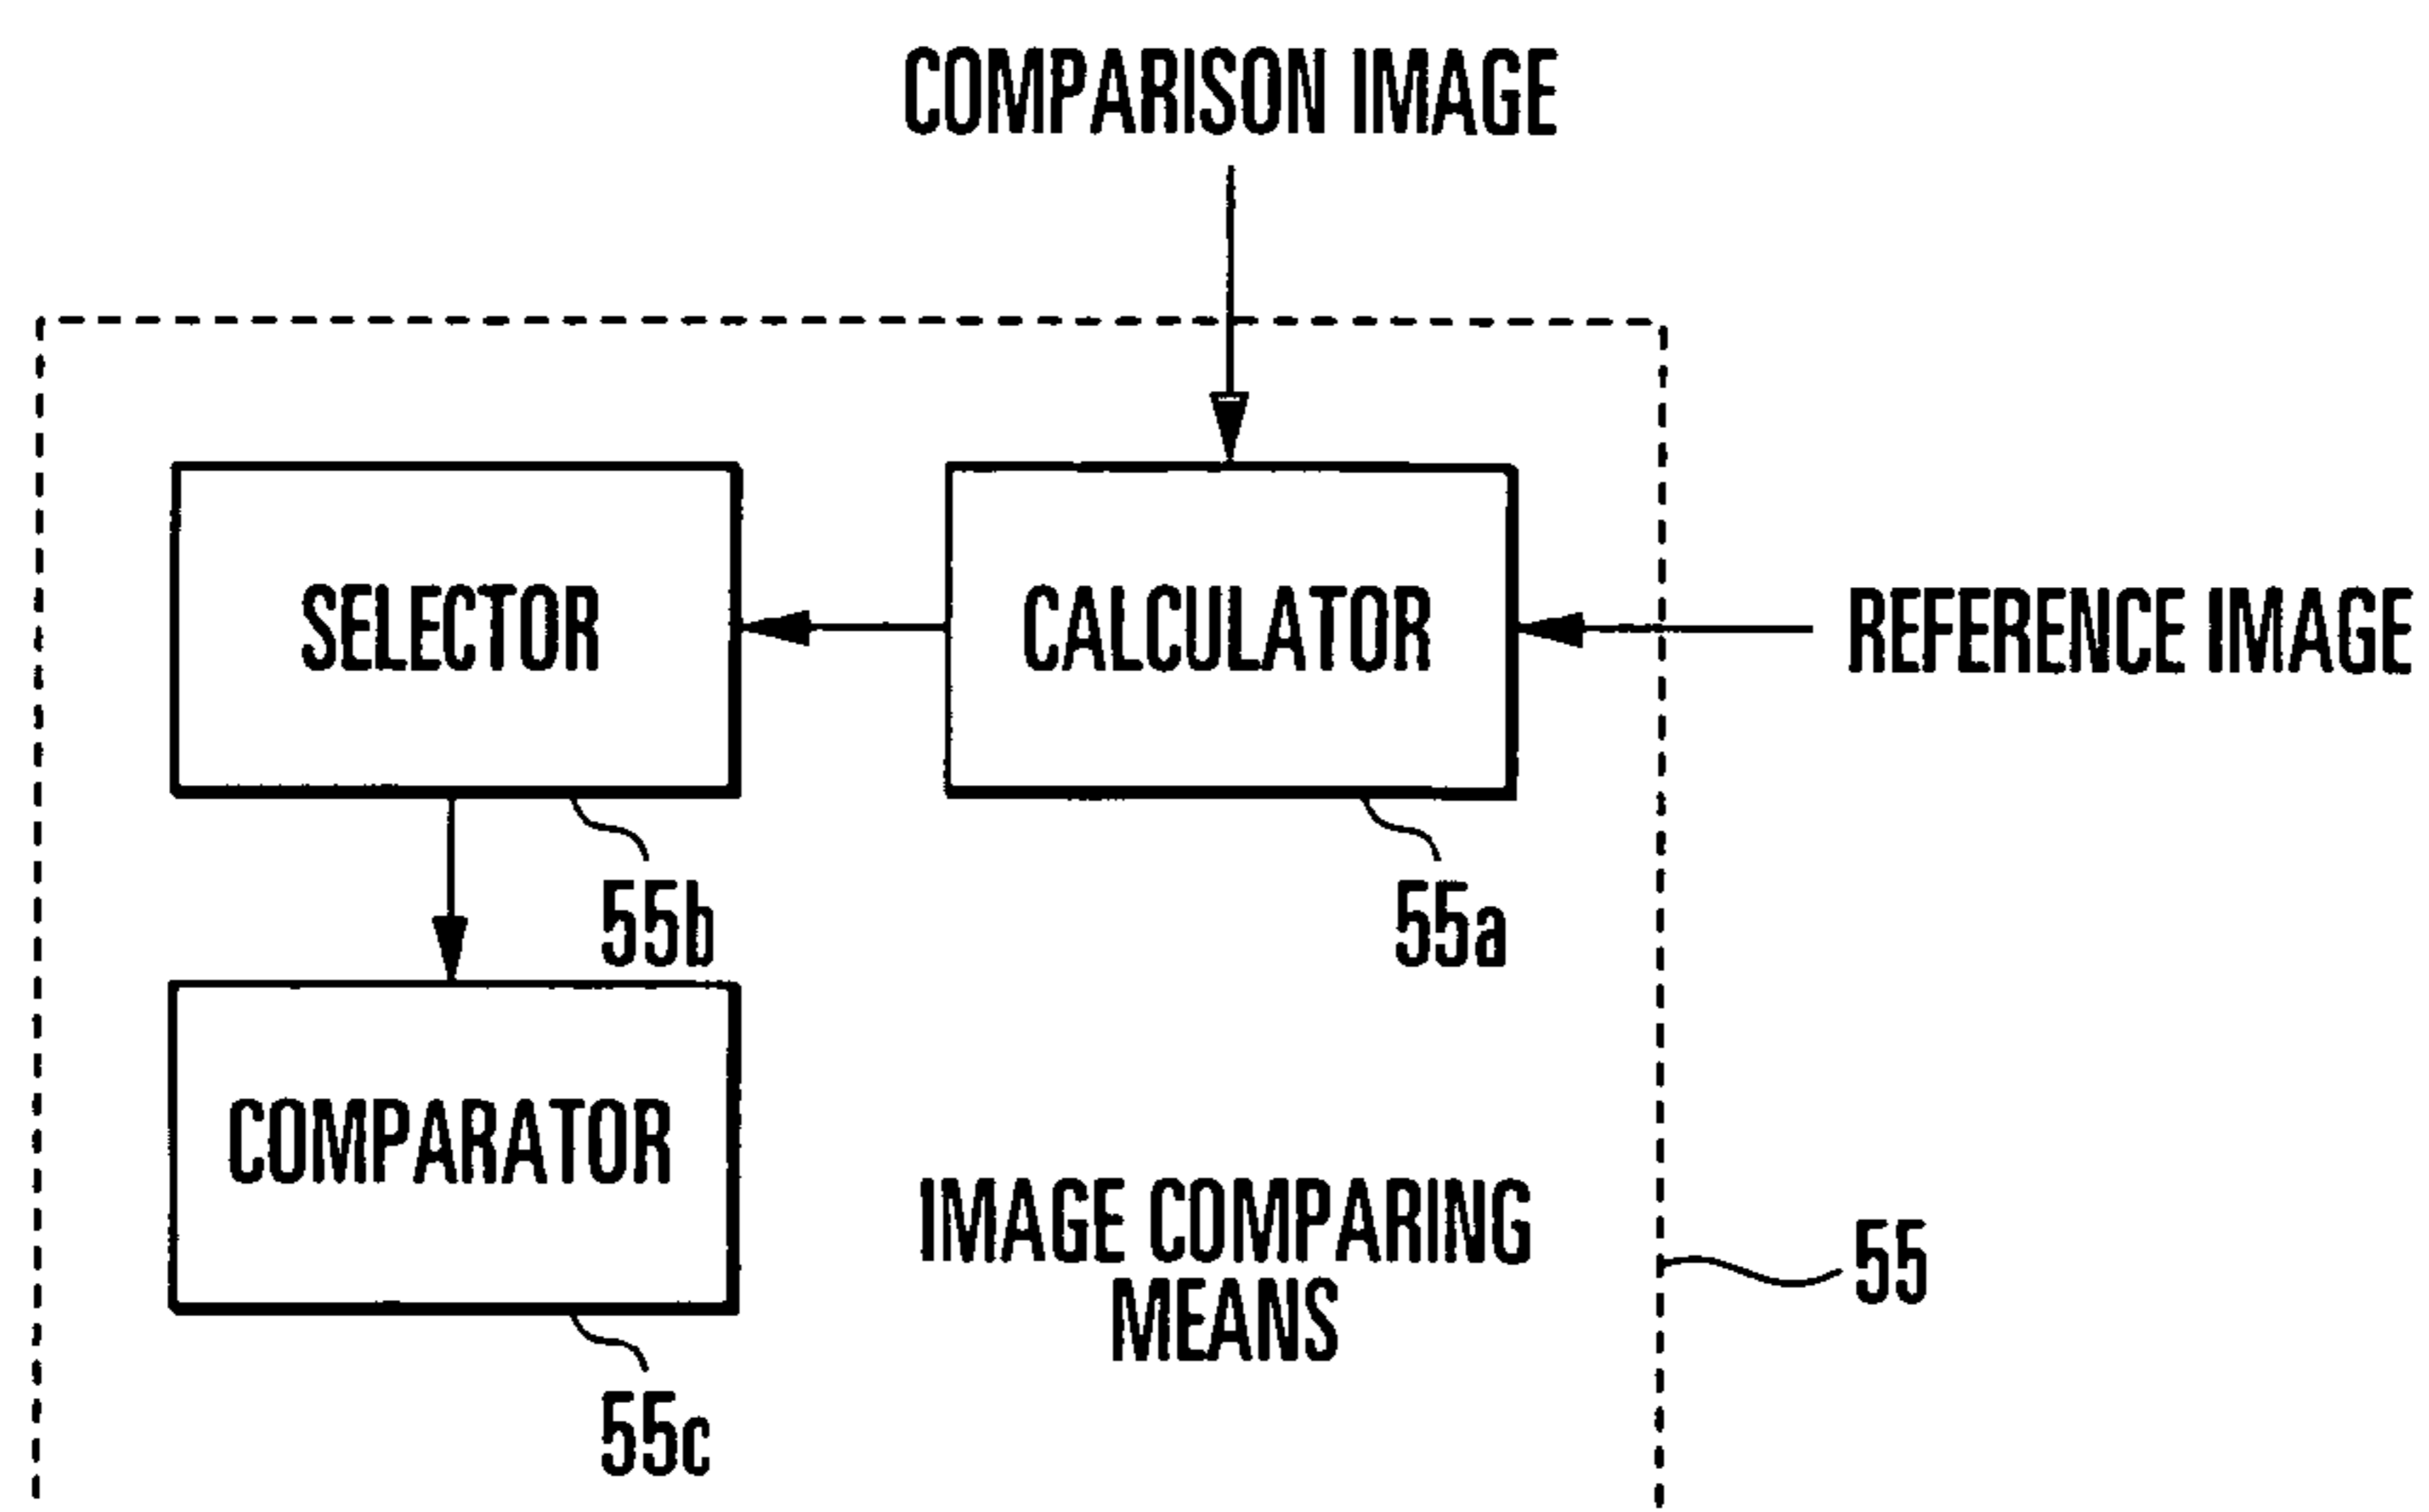 COMPARISON IMAGE
SELECTOR
CALCULATOR
REFERENCE IMAGE
55b
55a
COMPARATOR
IMAGE COMPARING
MEANS
55
55c